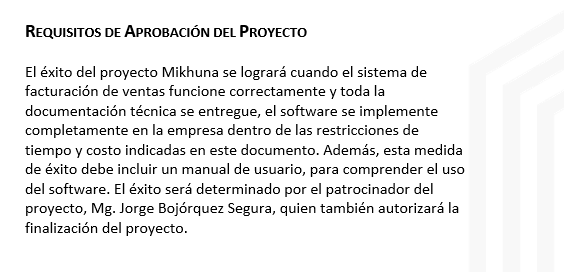 REQUISITOS DE APROBACIÓN DEL PROYECTO
El éxito del proyecto Mikhuna se logrará cuando el sistema de
facturación de ventas funcione correctamente y toda la
documentación técnica se entregue, el software se implemente
completamente en la empresa dentro de las restricciones de
tiempo y costo indicadas en este documento. Además, esta medida
de éxito debe incluir un manual de usuario, para comprender el uso
del software. El éxito será determinado por el patrocinador del
proyecto, Mg. Jorge Bojórquez Segura, quien también autorizará la
finalización del proyecto.